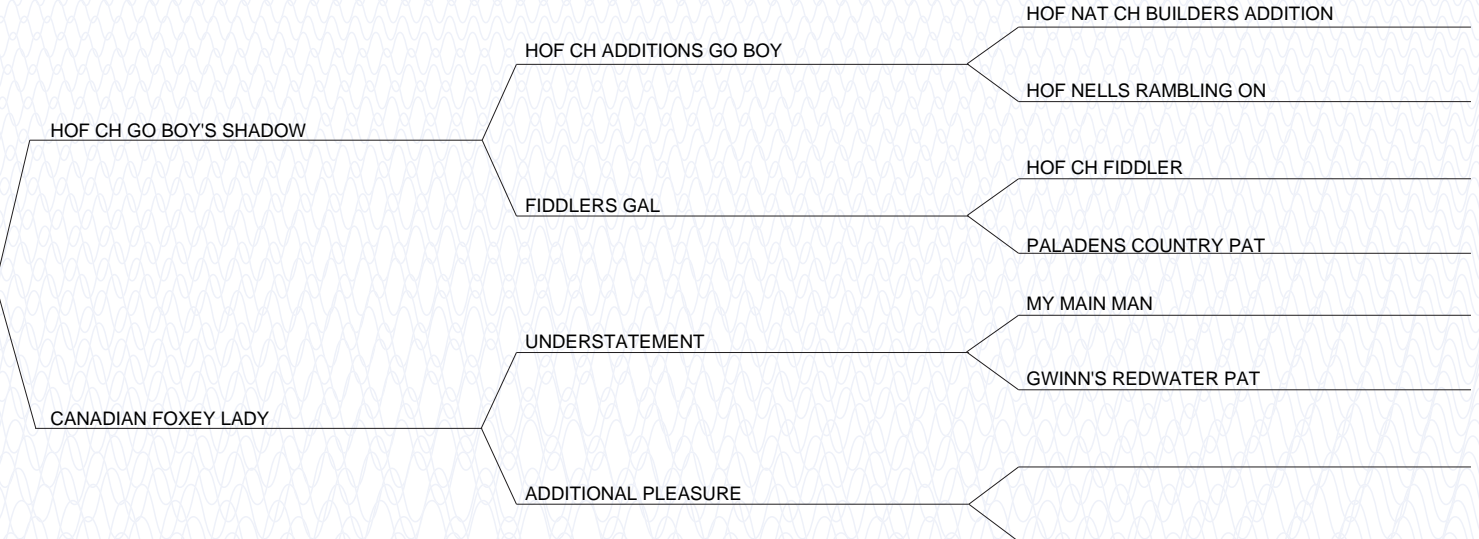 HOF NAT CH BUILDERS ADDITION
HOF CH ADDITIONS GO BOY
HOF NELLS RAMBLING ON
HOF CH GO BOY'S SHADOW
HOF CH FIDDLER
FIDDLERS GAL
PALADENS COUNTRY PAT
MY MAIN MAN
UNDERSTATEMENT
GWINN'S REDWATER PAT
CANADIAN FOXEY LADY
ADDITIONAL PLEASURE